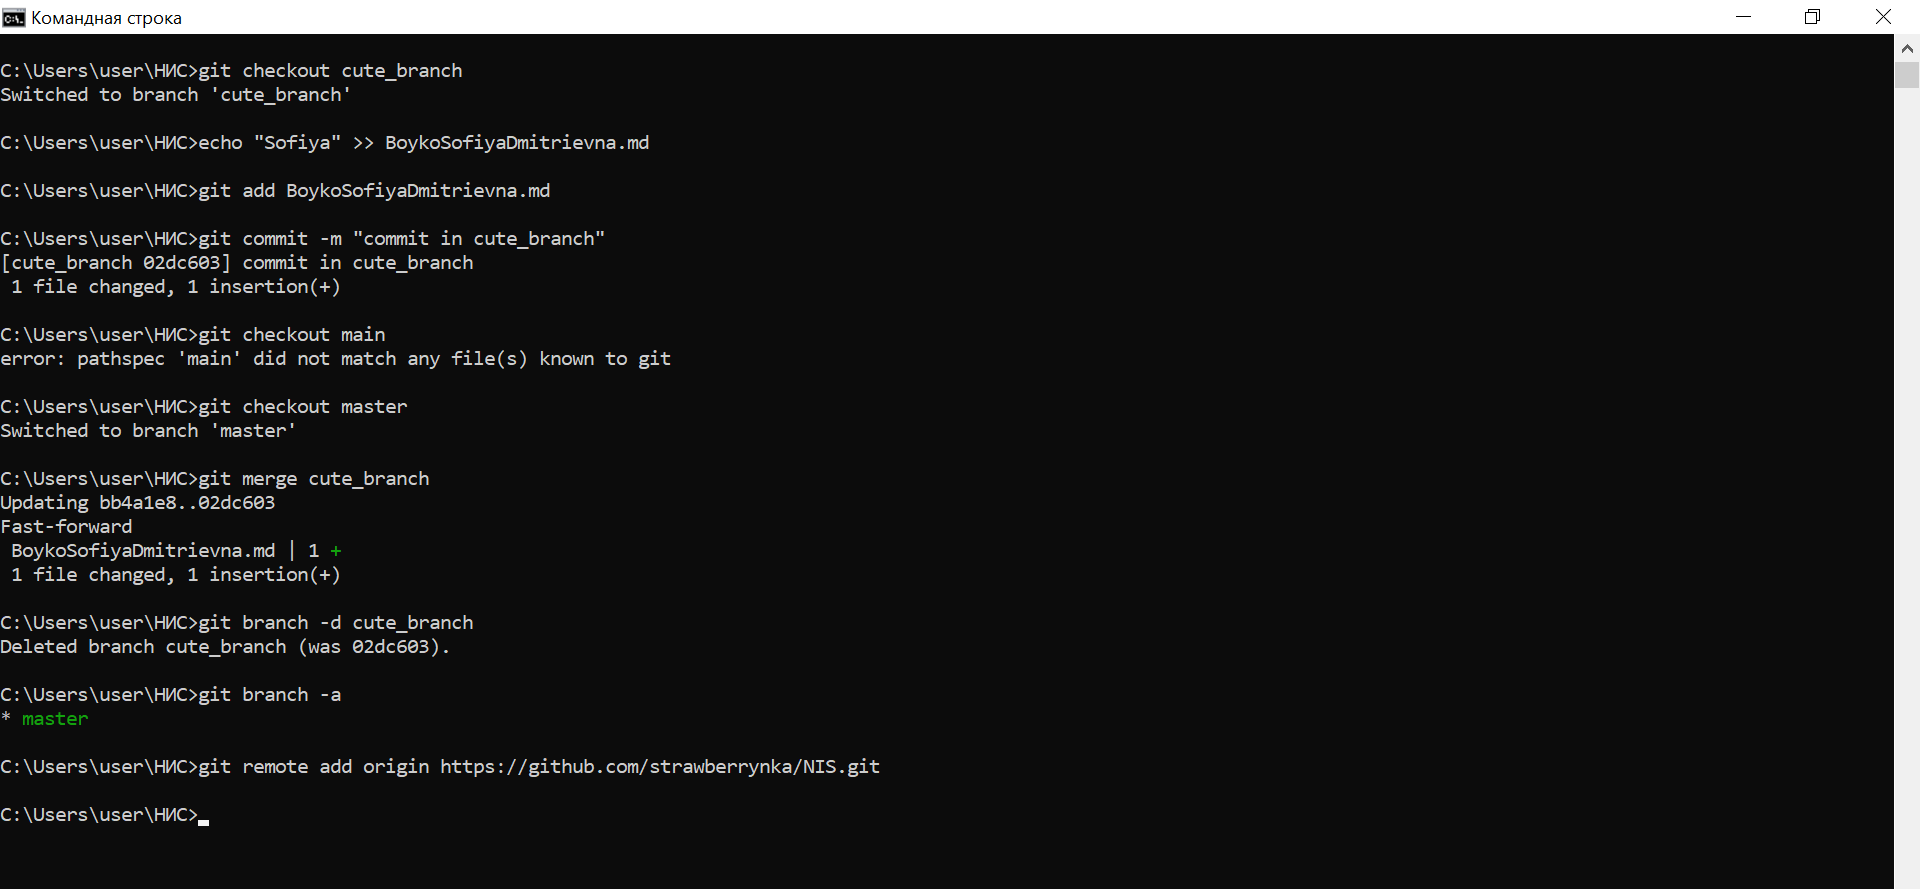 Командная строка
C:\Users\user\НИС>git checkout cute_branch
Switched to branch 'cute_branch'
C:\Users\user\НИС>echo "Sofiya" >> BoykoSofiyaDmitrievna.md
C:\Users\user\НИС>git add BoykoSofiyaDmitrievna.md
C:\Users\user\НИС>git commit -m "commit in cute_branch"
[cute_branch 02dc603] commit in cute_branch
 1 file changed, 1 insertion(+)
C:\Users\user\НИС>git checkout main
error: pathspec 'main' did not match any file(s) known to git
C:\Users\user\НИС>git checkout master
Switched to branch 'master'
C:\Users\user\НИС>git merge cute_branch
Updating bb4a1e8..02dc603
Fast-forward
 BoykoSofiyaDmitrievna.md | 1 +
 1 file changed, 1 insertion(+)
C:\Users\user\НИС>git branch -d cute_branch
Deleted branch cute_branch (was 02dc603).
C:\Users\user\НИС>git branch -a
* master
C:\Users\user\НИС>git remote add origin https://github.com/strawberrynka/NIS.git
C:\Users\user\НИС>